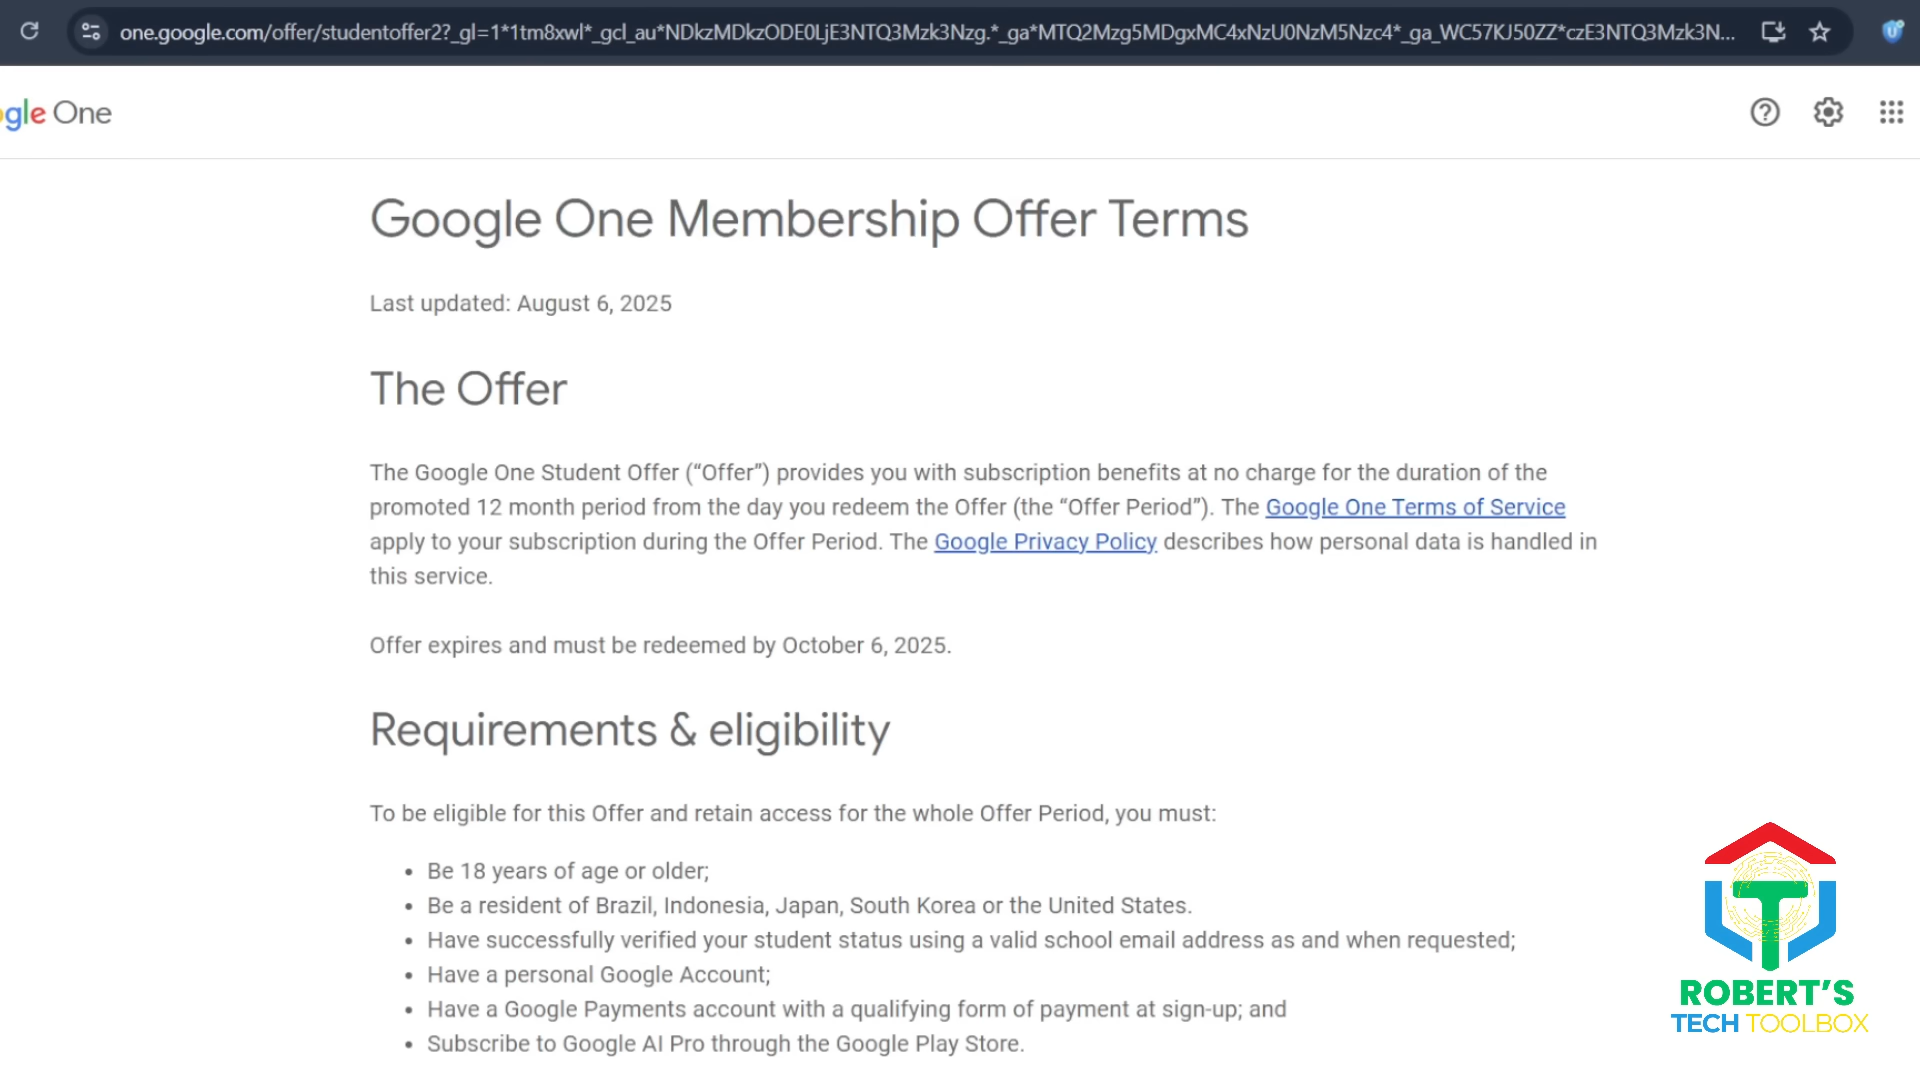 one.google.com/offer/studentoffer2?_gl=1*1tm8xwl*_gcl_au*NDkzMDkzODE0LjE3NTQ3Mzk3Nzg.*_ga*MTQ2Mzg5MDgxMC4xNzU0NzM5Nzc4*_ga_WC57KJ50ZZ*czE3NTQ3Mzk3N...
gle One
Google One Membership Offer Terms
Last updated: August 6, 2025
The Offer
The Google One Student Offer (“Offer”) provides you with subscription benefits at no charge for the duration of the
promoted 12 month period from the day you redeem the Offer (the “Offer Period”). The Google One Terms of Service
apply to your subscription during the Offer Period. The Google Privacy Policy describes how personal data is handled in
this service.
Offer expires and must be redeemed by October 6, 2025.
Requirements & eligibility
To be eligible for this Offer and retain access for the whole Offer Period, you must:
• Be 18 years of age or older;
• Be a resident of Brazil, Indonesia, Japan, South Korea or the United States.
• Have successfully verified your student status using a valid school email address as and when requested;
• Have a personal Google Account;
• Have a Google Payments account with a qualifying form of payment at sign-up; and
• Subscribe to Google AI Pro through the Google Play Store.
ROBERT'S
TECH TOOLBOX